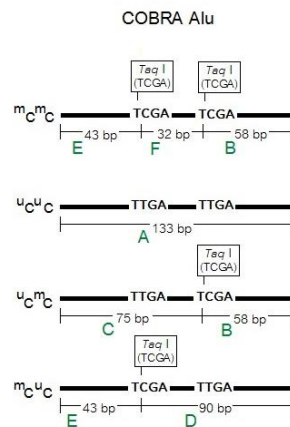 COBRA Alu
Taq I
(TCGA)
Taq I
(TCGA)
mCmC
TCGA TCGA
43 bp 32 bp 58 bp
E F B
uCuC
TTGA TTGA
133 bp
A
Taq I
(TCGA)
uCmC
TTGA TCGA
75 bp 58 bp
C B
Taq I
(TCGA)
mCuC
TCGA TTGA
43 bp 90 bp
E D